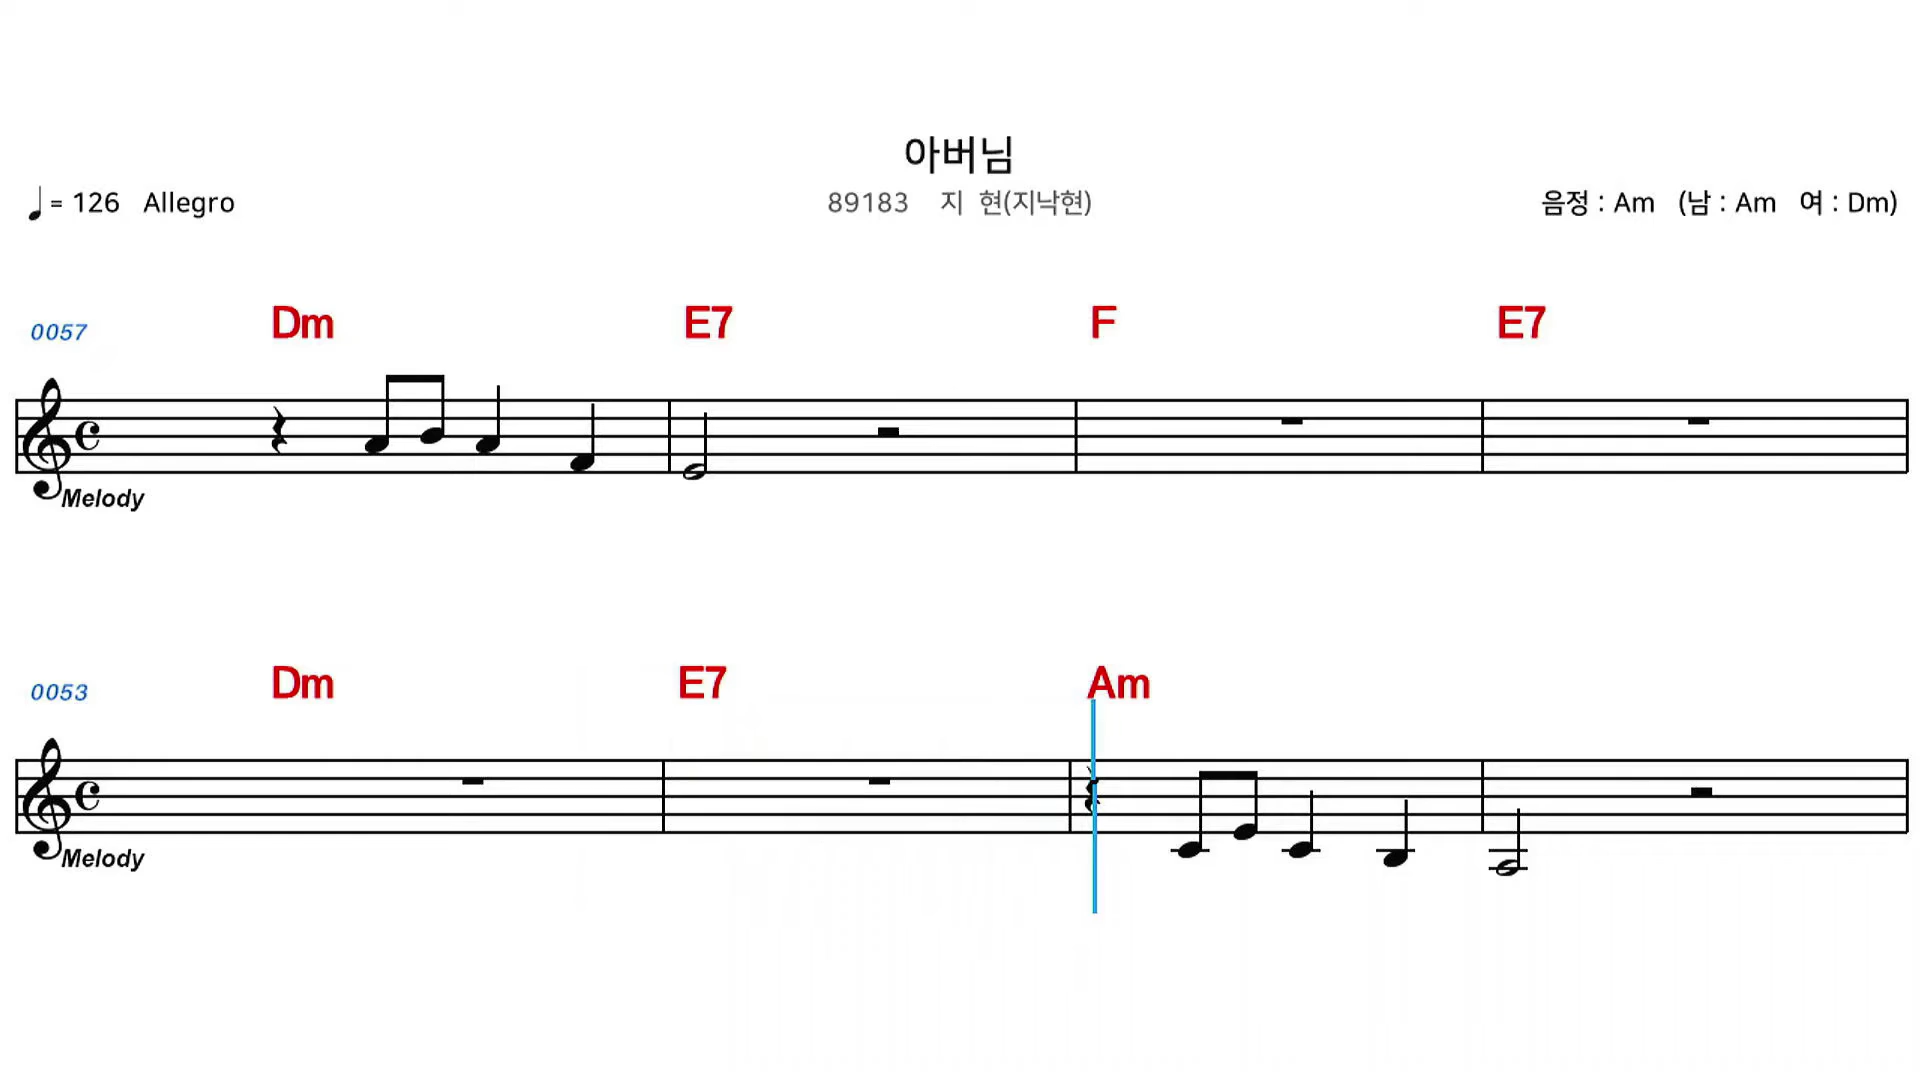 아버님
♩= 126 Allegro
89183 지 현(지낙현)
음정 : Am (남 : Am 여 : Dm)
Dm E7 F E7
0057
Melody
Dm E7 Am
0053
Melody